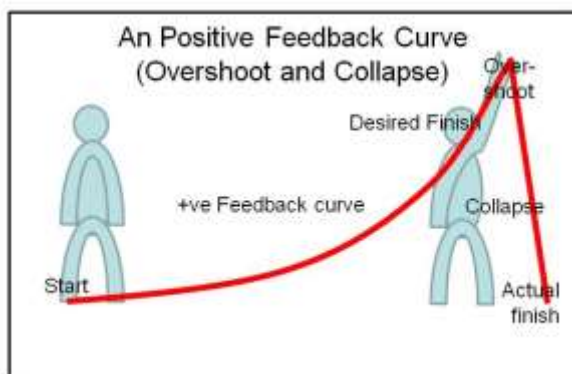 An Positive Feedback Curve
(Overshoot and Collapse)
Over-
shoot
Desired Finish
+ve Feedback curve
Collapse
Start
Actual
finish